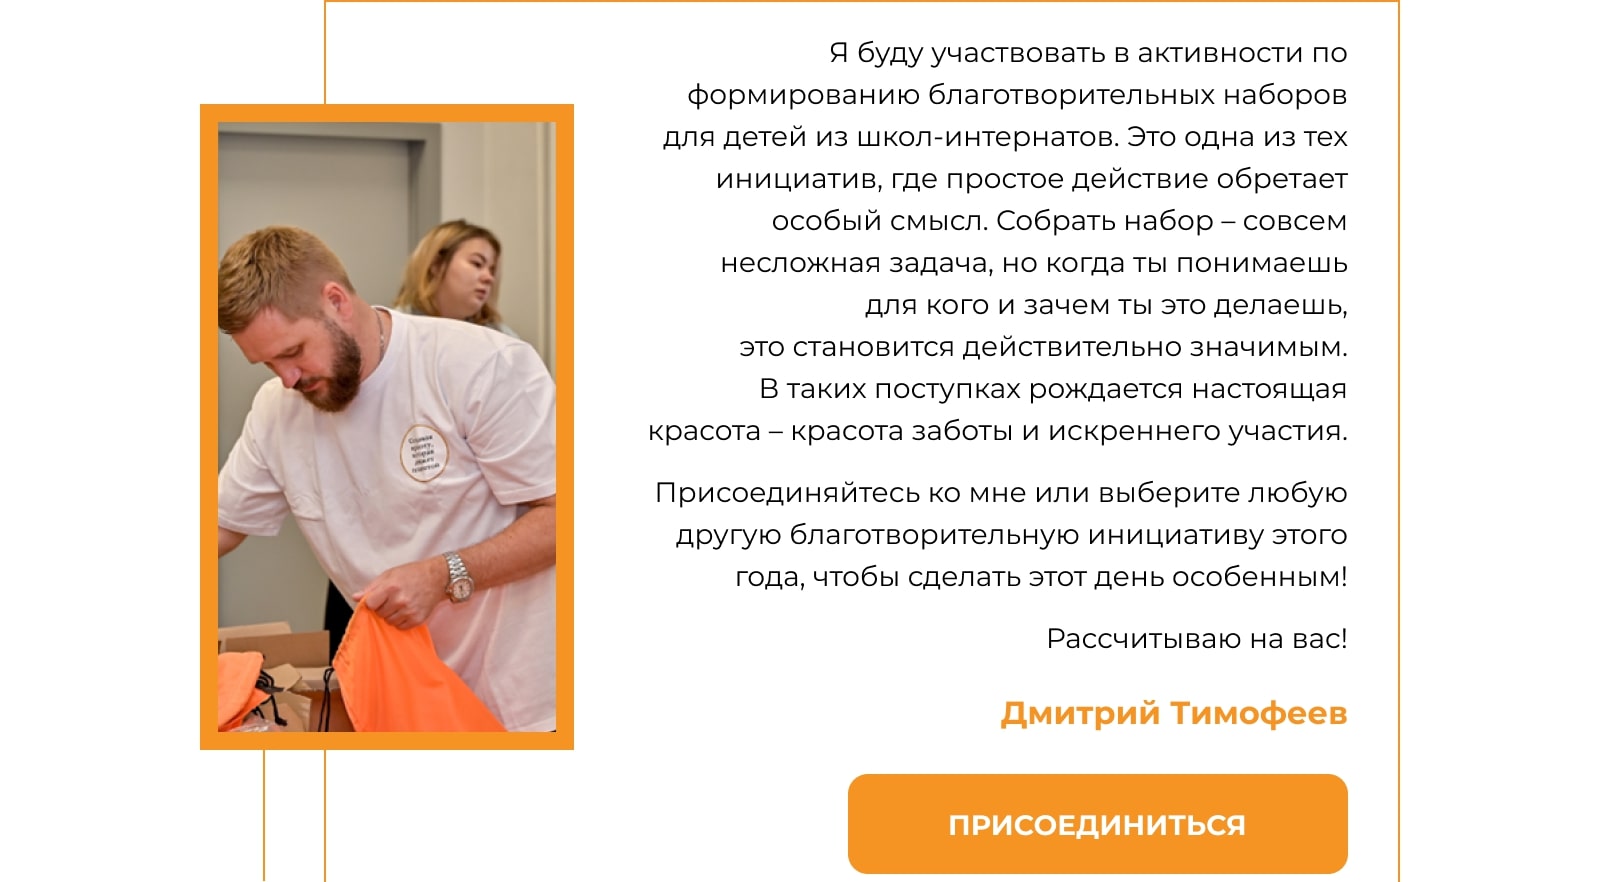 Я буду участвовать в активности по
формированию благотворительных наборов
для детей из школ-интернатов. Это одна из тех
инициатив, где простое действие обретает
особый смысл. Собрать набор – совсем
несложная задача, но когда ты понимаешь
для кого и зачем ты это делаешь,
это становится действительно значимым.
В таких поступках рождается настоящая
красота – красота заботы и искреннего участия.
Присоединяйтесь ко мне или выберите любую
другую благотворительную инициативу этого
года, чтобы сделать этот день особенным!
Рассчитываю на вас!
Дмитрий Тимофеев
ПРИСОЕДИНИТЬСЯ